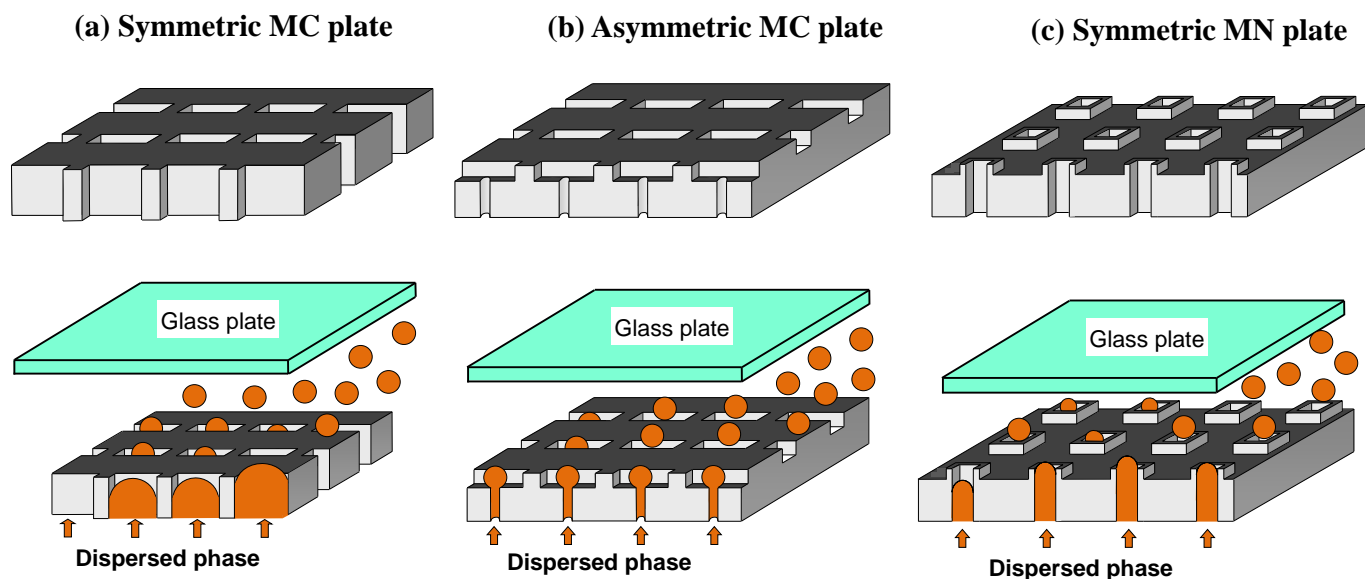 (a) Symmetric MC plate
(b) Asymmetric MC plate
(c) Symmetric MN plate
Glass plate
Glass plate
Glass plate
Dispersed phase
Dispersed phase
Dispersed phase